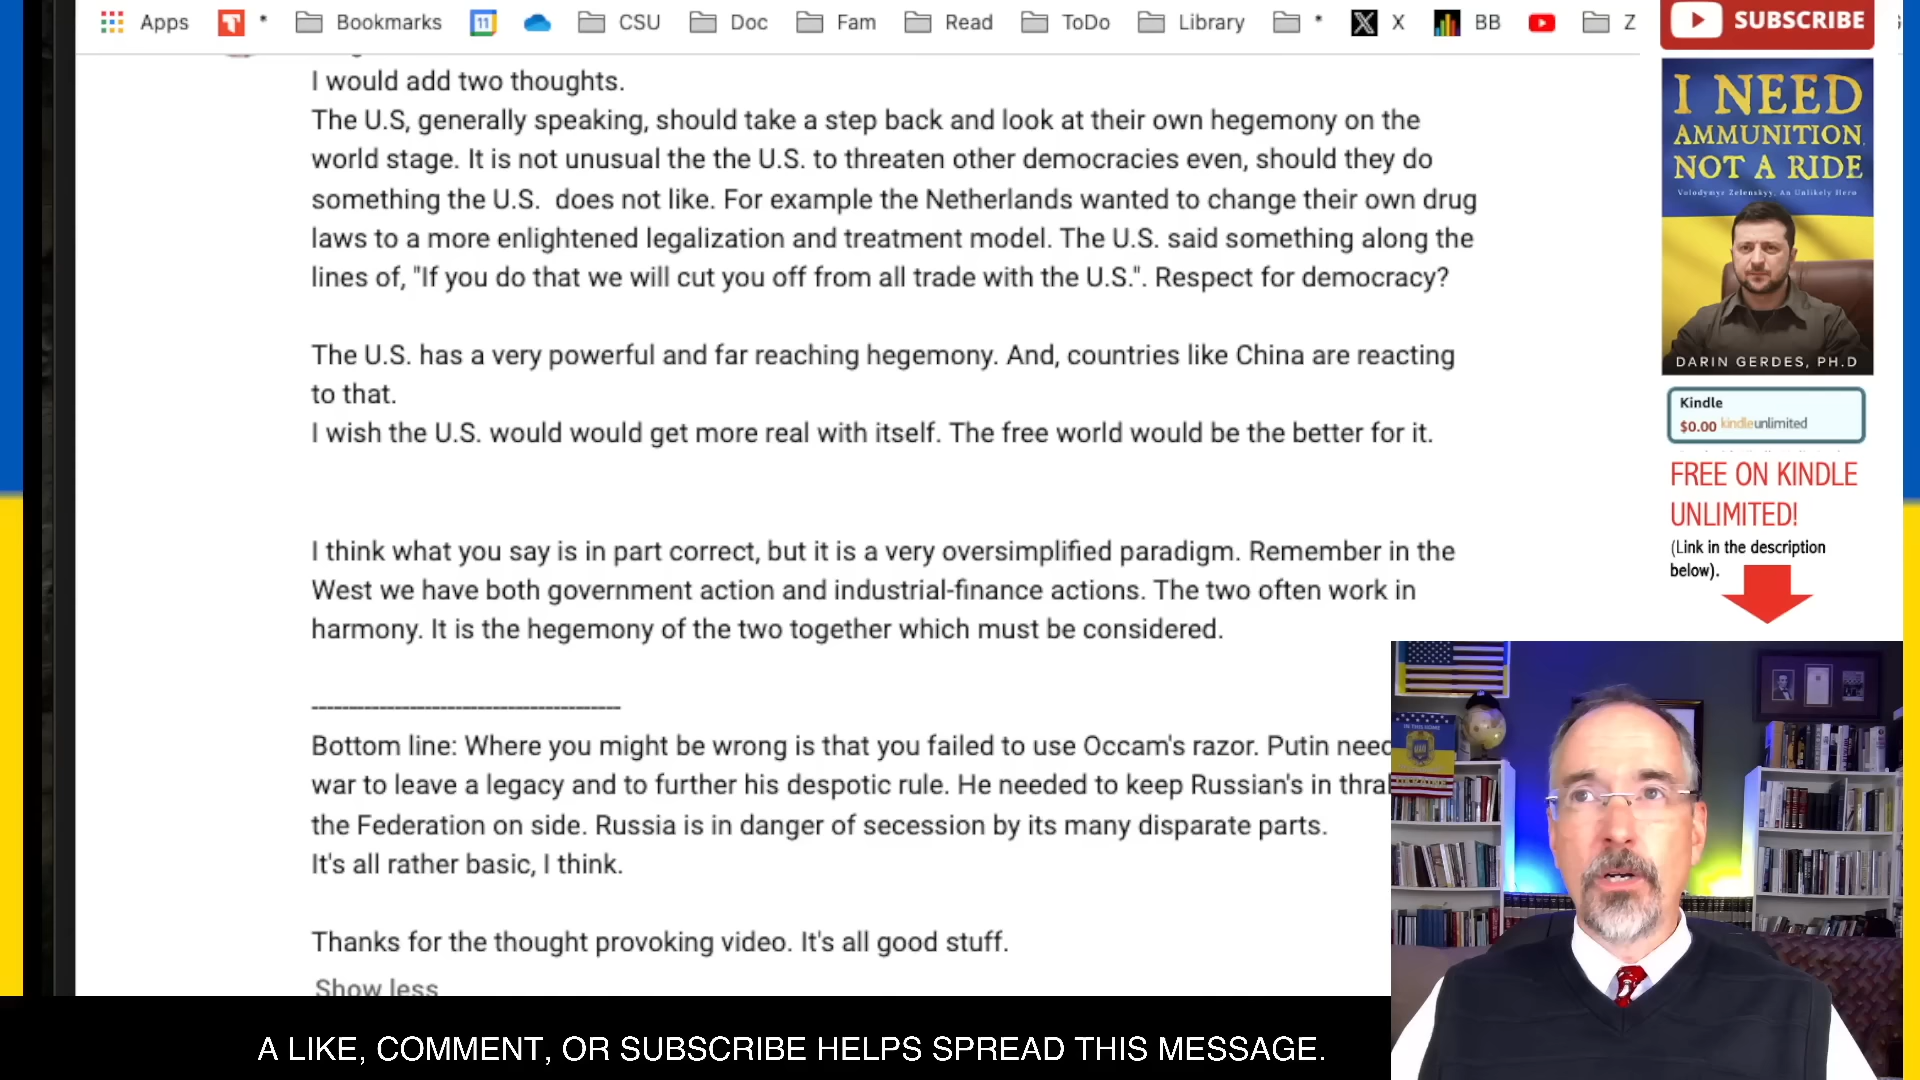 Apps
*
Bookmarks
11
CSU
Doc
Fam
Read
ToDo
Library
*
X
BB
Z
SUBSCRIBE
I would add two thoughts.
The U.S, generally speaking, should take a step back and look at their own hegemony on the
world stage. It is not unusual the the U.S. to threaten other democracies even, should they do
something the U.S.  does not like. For example the Netherlands wanted to change their own drug
laws to a more enlightened legalization and treatment model. The U.S. said something along the
lines of, "If you do that we will cut you off from all trade with the U.S.". Respect for democracy?
The U.S. has a very powerful and far reaching hegemony. And, countries like China are reacting
to that.
I wish the U.S. would would get more real with itself. The free world would be the better for it.
I think what you say is in part correct, but it is a very oversimplified paradigm. Remember in the
West we have both government action and industrial-finance actions. The two often work in
harmony. It is the hegemony of the two together which must be considered.
Bottom line: Where you might be wrong is that you failed to use Occam's razor. Putin need
war to leave a legacy and to further his despotic rule. He needed to keep Russian's in thral
the Federation on side. Russia is in danger of secession by its many disparate parts.
It's all rather basic, I think.
Thanks for the thought provoking video. It's all good stuff.
Show less
I NEED
AMMUNITION,
NOT A RIDE
Volodymyr Zelenskyy, An Unlikely Hero
DARIN GERDES, PH.D
Kindle
$0.00 kindleunlimited
FREE ON KINDLE
UNLIMITED!
(Link in the description
below).
A LIKE, COMMENT, OR SUBSCRIBE HELPS SPREAD THIS MESSAGE.